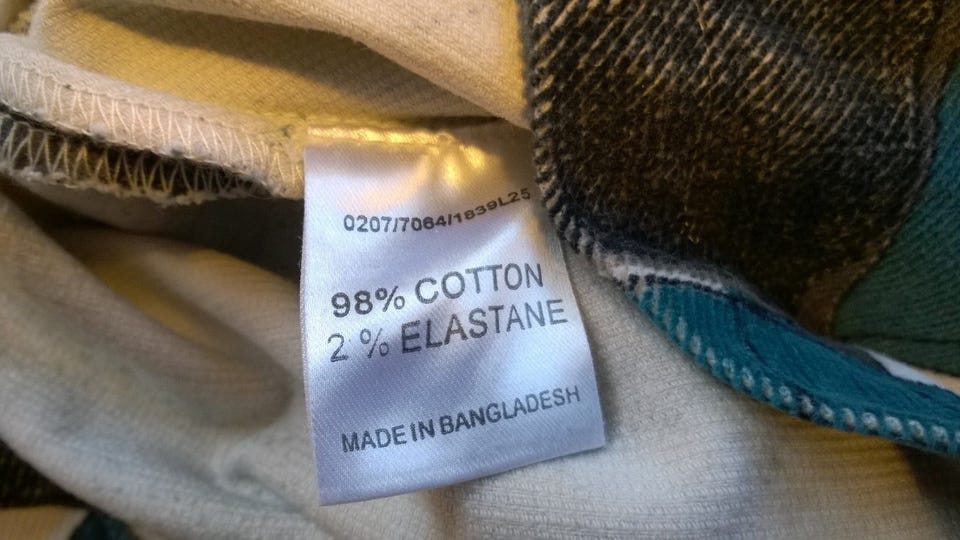 0207/7064/1839L25
98% COTTON
2% ELASTANE
MADE IN BANGLADESH